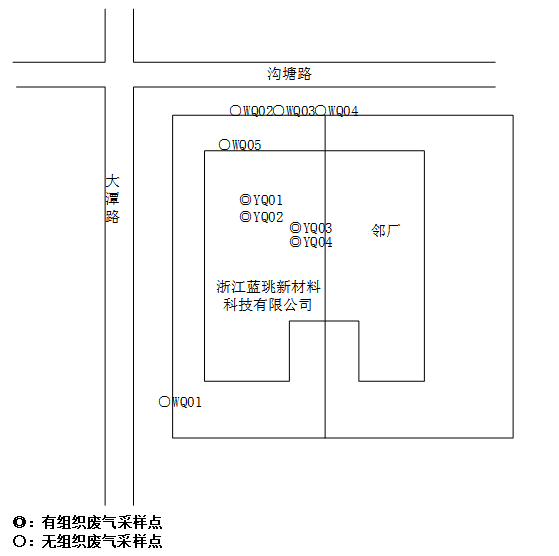 沟塘路
○WQ02○WQ03○WQ04
○WQ05
大
潭
路
◎YQ01
◎YQ02
◎YQ03
◎YQ04
邻厂
浙江蓝珧新材料
科技有限公司
○WQ01
◎：有组织废气采样点
○：无组织废气采样点